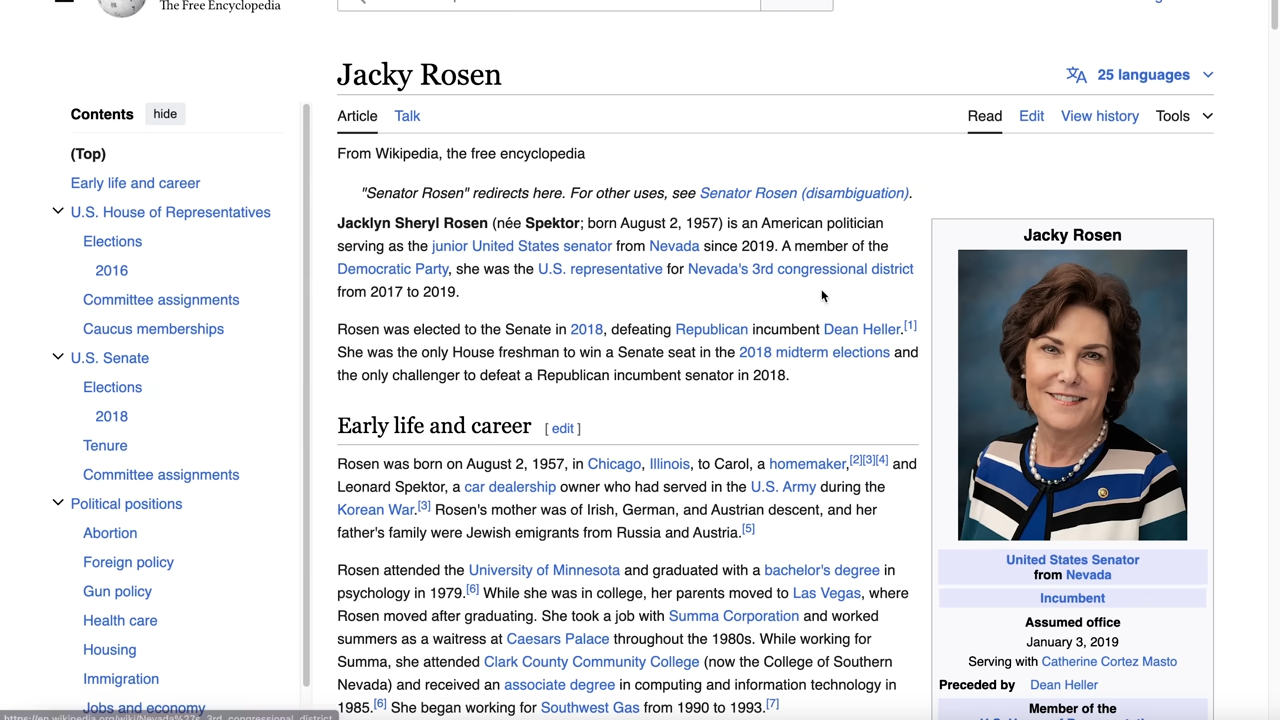 The Free Encyclopedia
Jacky Rosen
25 languages
Contents hide
Article Talk Read Edit View history Tools
(Top)
From Wikipedia, the free encyclopedia
Early life and career
"Senator Rosen" redirects here. For other uses, see Senator Rosen (disambiguation).
U.S. House of Representatives
Elections
2016
Committee assignments
Caucus memberships
U.S. Senate
Elections
2018
Tenure
Committee assignments
Political positions
Abortion
Foreign policy
Gun policy
Health care
Housing
Immigration
Jobs and economy
Jacklyn Sheryl Rosen (née Spektor; born August 2, 1957) is an American politician
serving as the junior United States senator from Nevada since 2019. A member of the
Democratic Party, she was the U.S. representative for Nevada's 3rd congressional district
from 2017 to 2019.
Rosen was elected to the Senate in 2018, defeating Republican incumbent Dean Heller.[1]
She was the only House freshman to win a Senate seat in the 2018 midterm elections and
the only challenger to defeat a Republican incumbent senator in 2018.
Early life and career [ edit ]
Rosen was born on August 2, 1957, in Chicago, Illinois, to Carol, a homemaker,[2][3][4] and
Leonard Spektor, a car dealership owner who had served in the U.S. Army during the
Korean War.[3] Rosen's mother was of Irish, German, and Austrian descent, and her
father's family were Jewish emigrants from Russia and Austria.[5]
Rosen attended the University of Minnesota and graduated with a bachelor's degree in
psychology in 1979.[6] While she was in college, her parents moved to Las Vegas, where
Rosen moved after graduating. She took a job with Summa Corporation and worked
summers as a waitress at Caesars Palace throughout the 1980s. While working for
Summa, she attended Clark County Community College (now the College of Southern
Nevada) and received an associate degree in computing and information technology in
1985.[6] She began working for Southwest Gas from 1990 to 1993.[7]
Jacky Rosen
United States Senator
from Nevada
Incumbent
Assumed office
January 3, 2019
Serving with Catherine Cortez Masto
Preceded by Dean Heller
Member of the
https://en.wikipedia.org/wiki/Nevada%27s_3rd_congressional_district